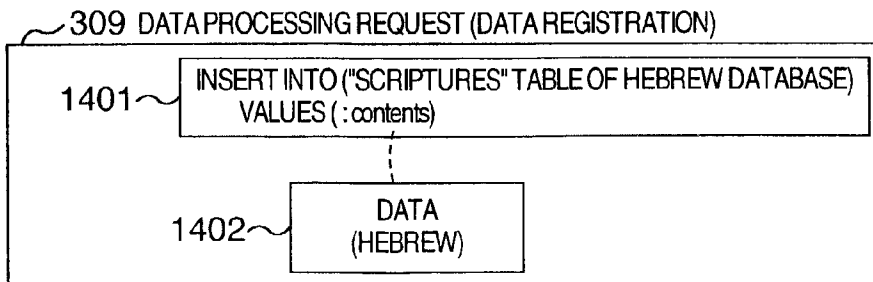 309 DATA PROCESSING REQUEST (DATA REGISTRATION)
1401 INSERT INTO ("SCRIPTURES" TABLE OF HEBREW DATABASE)
VALUES ( : contents)
1402 DATA
(HEBREW)